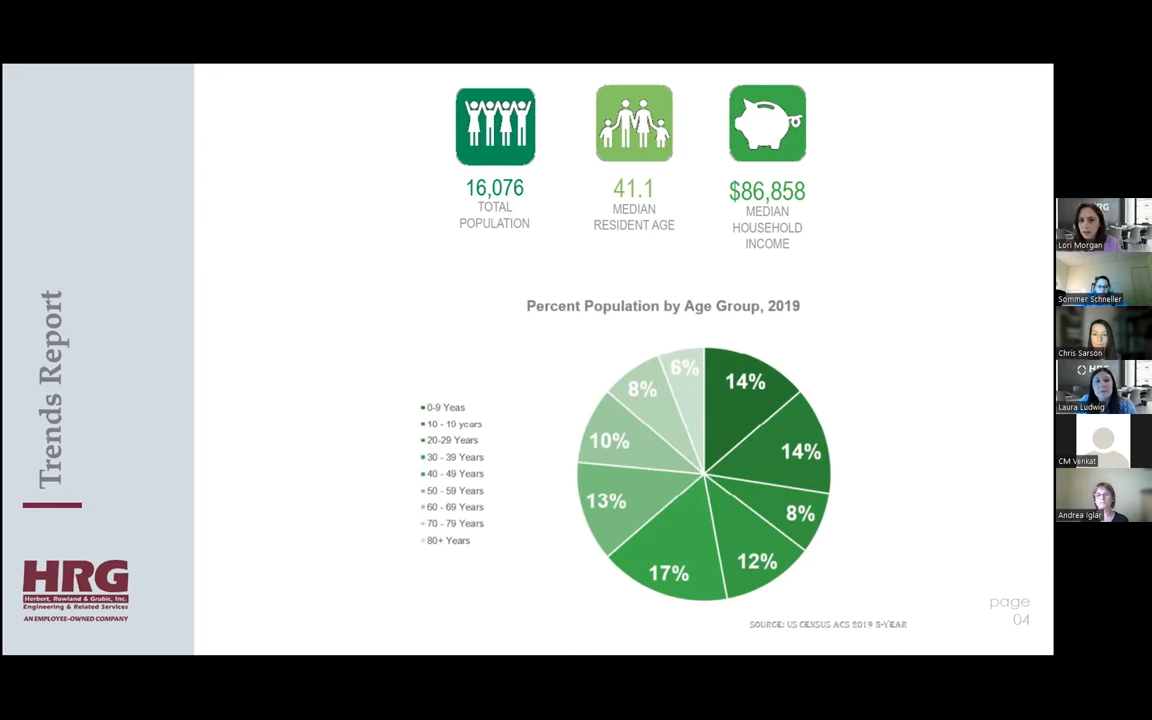 16,076
TOTAL
POPULATION
41.1
MEDIAN
RESIDENT AGE
$86,858
MEDIAN
HOUSEHOLD
INCOME
Trends Report
HRG
Herbert, Rowland & Grubic, Inc.
Engineering & Related Services
AN EMPLOYEE-OWNED COMPANY
Percent Population by Age Group, 2019
0-9 Yeas
10 - 19 years
20-29 Years
30 - 39 Years
40 - 49 Years
50 - 59 Years
60 - 69 Years
70 - 79 Years
80+ Years
14%
14%
8%
12%
17%
13%
10%
8%
6%
SOURCE: US CENSUS ACS 2019 5-YEAR
page
04
HRG
Lori Morgan
Sommer Schneller
Chris Sarson
HRG
Laura Ludwig
CM Venkat
Andrea Iglar